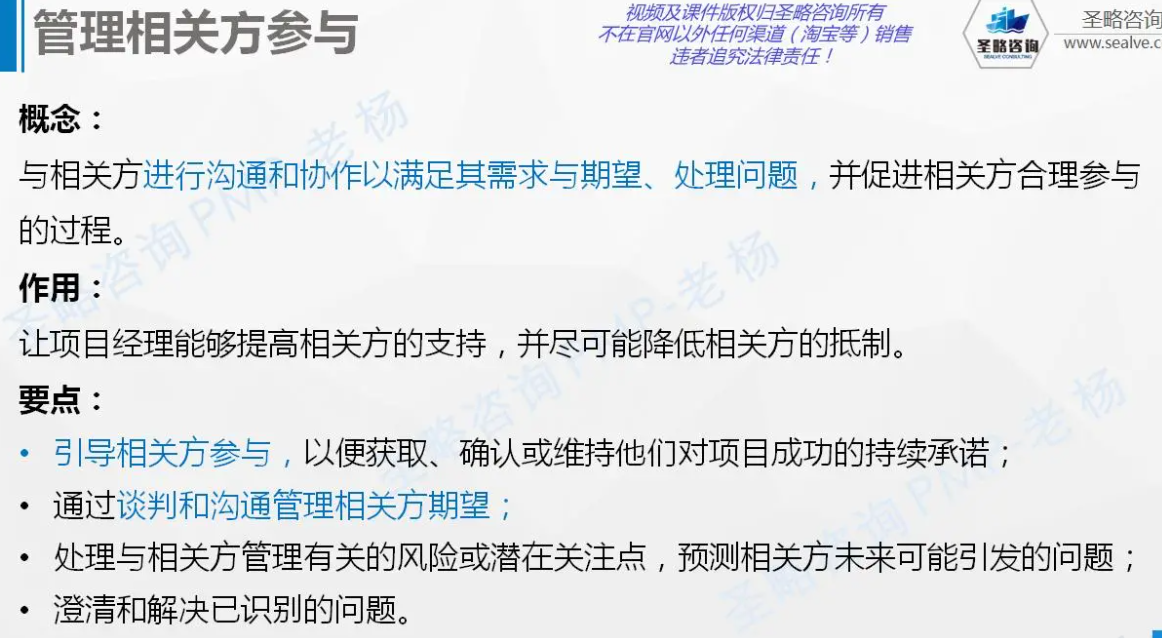 管理相关方参与
视频及课件版权归圣略咨询所有
不在官网以外任何渠道（淘宝等）销售
违者追究法律责任！
圣略咨询
SEALVE CONSULTING
圣略咨询
www.sealve.c
概念：
与相关方进行沟通和协作以满足其需求与期望、处理问题，并促进相关方合理参与
的过程。
作用：
让项目经理能够提高相关方的支持，并尽可能降低相关方的抵制。
要点：
• 引导相关方参与，以便获取、确认或维持他们对项目成功的持续承诺；
• 通过谈判和沟通管理相关方期望；
• 处理与相关方管理有关的风险或潜在关注点，预测相关方未来可能引发的问题；
• 澄清和解决已识别的问题。
圣略咨询 PMP-老杨
圣略咨询 PMP-老杨
圣略咨询 PMP-老杨